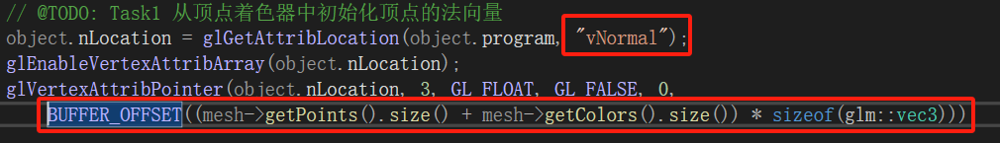 // @TODO: Task1 从顶点着色器中初始化顶点的法向量
object.nLocation = glGetAttribLocation(object.program, "vNormal");
glEnableVertexAttribArray(object.nLocation);
glVertexAttribPointer(object.nLocation, 3, GL_FLOAT, GL_FALSE, 0,
BUFFER_OFFSET((mesh->getPoints().size() + mesh->getColors().size()) * sizeof(glm::vec3)))